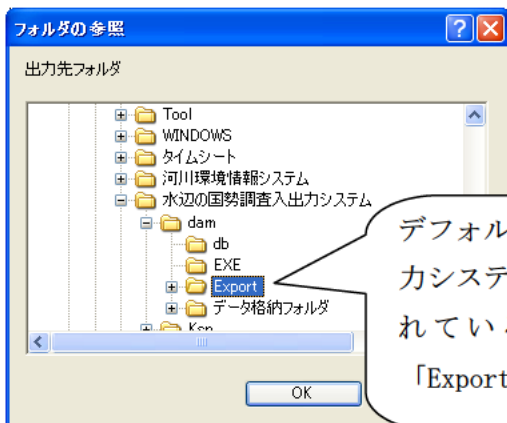 フォルダの参照
出力先フォルダ
Tool
WINDOWS
タイムシート
河川環境情報システム
水辺の国勢調査入出力システム
dam
db
EXE
Export
データ格納フォルダ
OK
デフォル
力システ
れてい
「Export